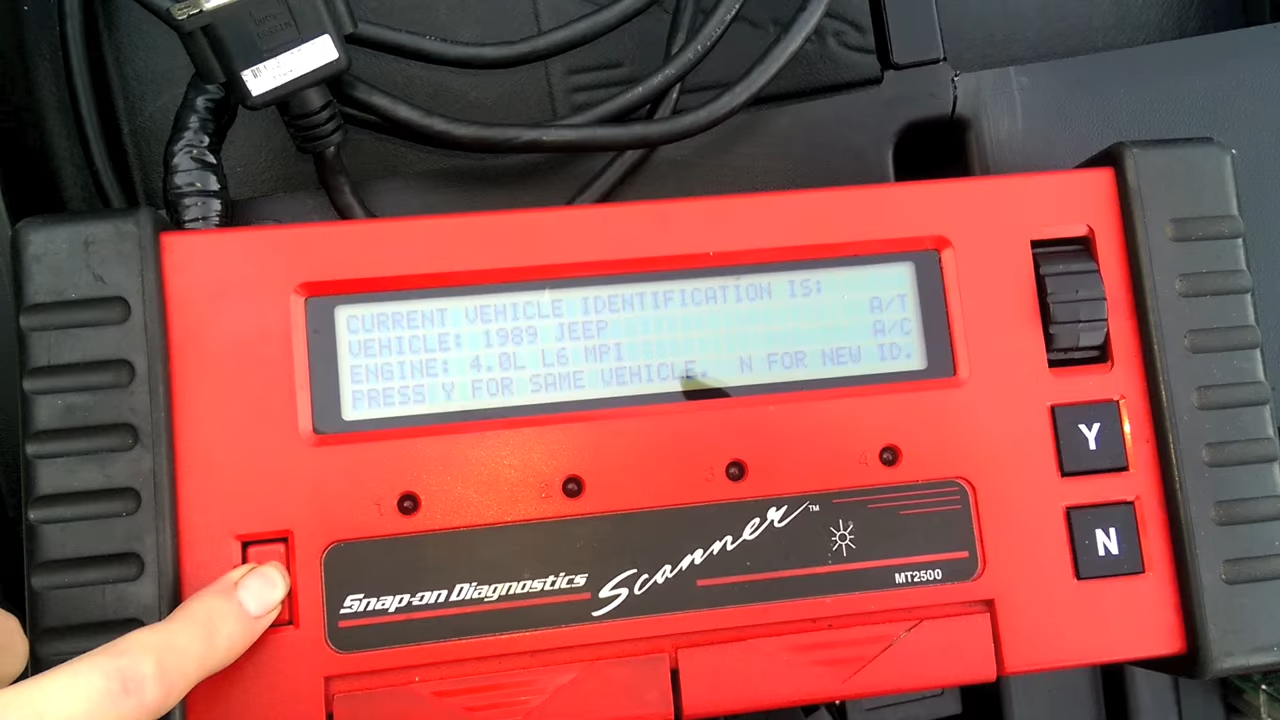 CURRENT VEHICLE IDENTIFICATION IS:
VEHICLE: 1989 JEEP A/T
ENGINE: 4.0L L6 MPI A/C
PRESS Y FOR SAME VEHICLE. N FOR NEW ID.
Y
N
1 2 3 4
Snap-on Diagnostics Scanner™
MT2500